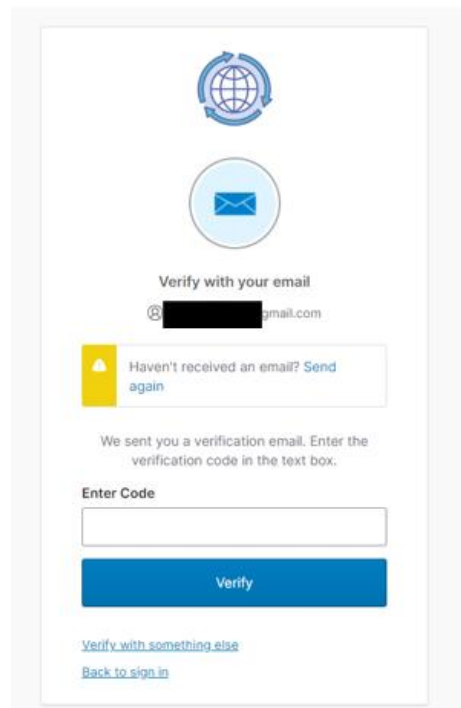 Verify with your email
gmail.com
Haven't received an email? Send
again
We sent you a verification email. Enter the
verification code in the text box.
Enter Code
Verify
Verify with something else
Back to sign in